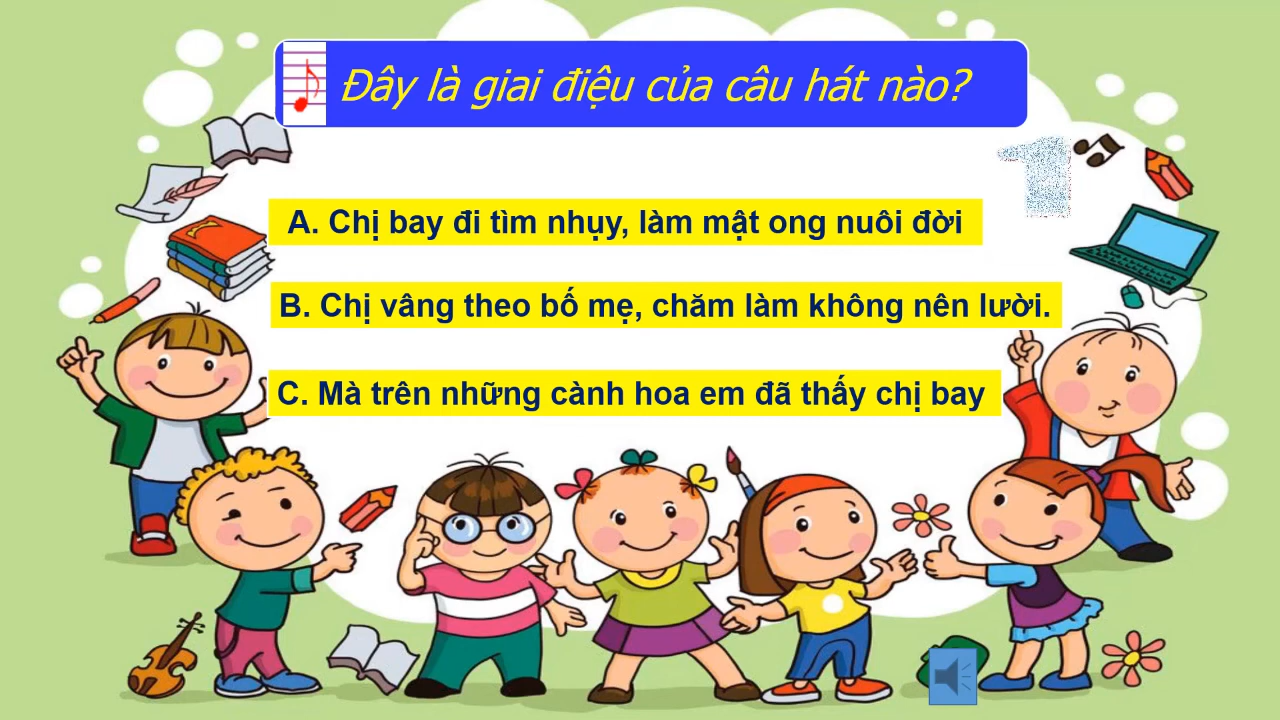 Đây là giai điệu của câu hát nào?
1
A. Chị bay đi tìm nhụy, làm mật ong nuôi đời
B. Chị vâng theo bố mẹ, chăm làm không nên lười.
C. Mà trên những cành hoa em đã thấy chị bay